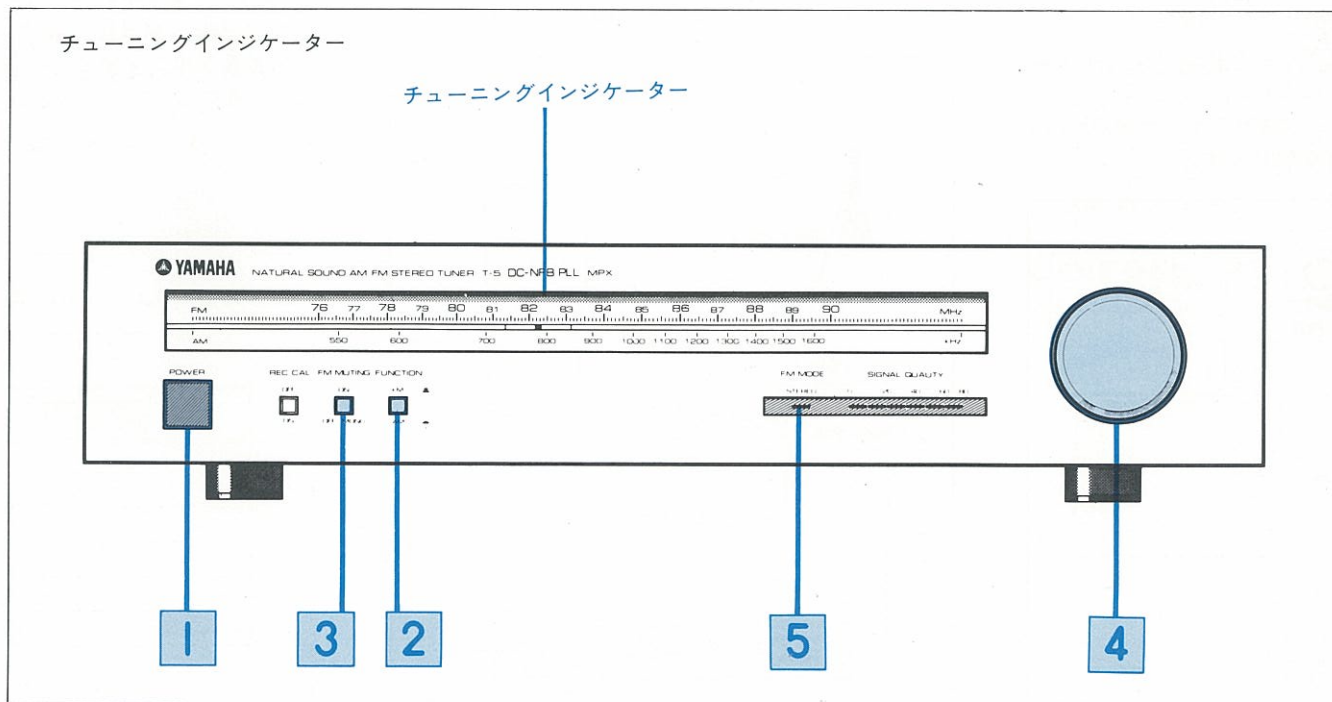 チューニングインジケーター
チューニングインジケーター
YAMAHA NATURAL SOUND AM FM STEREO TUNER T-5 DC-NFB PLL MPX
FM 76 77 78 79 80 81 82 83 84 85 86 87 88 89 90 MHz
AM 550 600 700 800 900 1000 1100 1200 1300 1400 1500 1600 kHz
POWER REC CAL FM MUTING FUNCTION FM MODE SIGNAL QUALITY
OFF ON FM STEREO
ON OFF AM
1 3 2 5 4